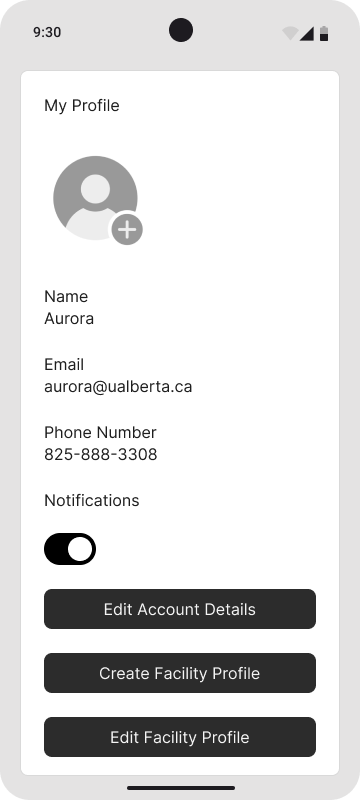 9:30
My Profile
Name
Aurora
Email
aurora@ualberta.ca
Phone Number
825-888-3308
Notifications
Edit Account Details
Create Facility Profile
Edit Facility Profile